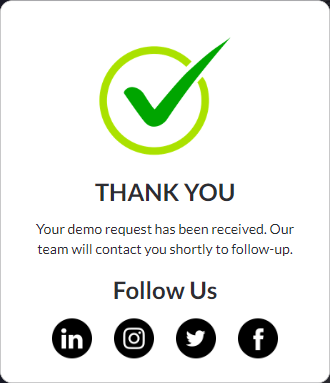 THANK YOU
Your demo request has been received. Our
team will contact you shortly to follow-up.
Follow Us
in
f